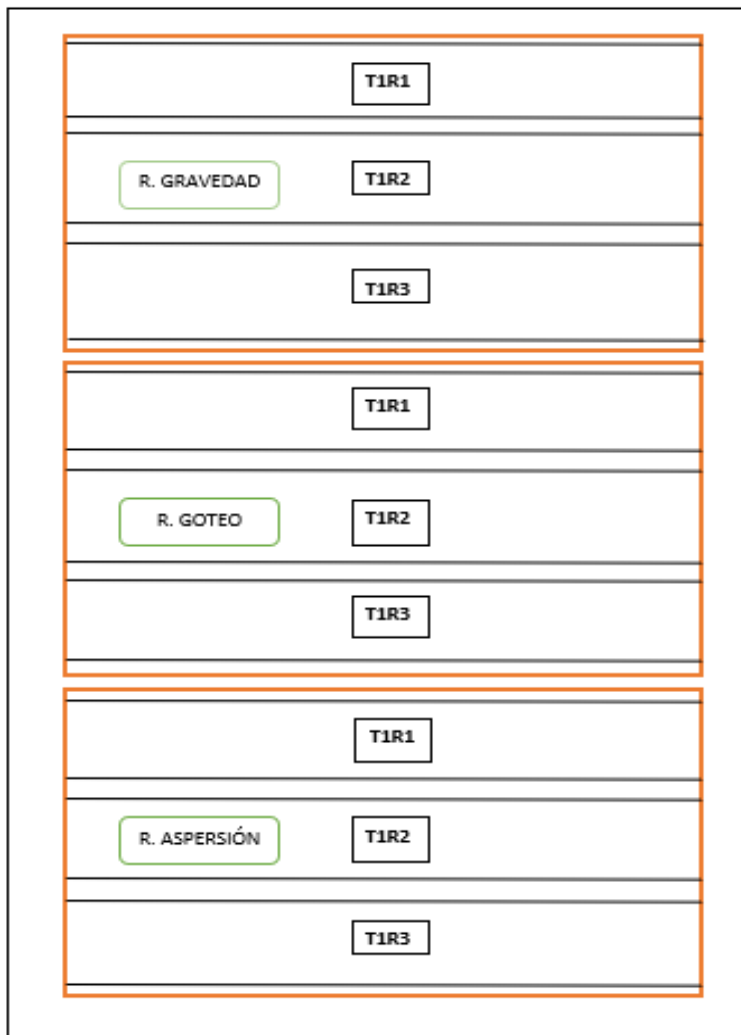 T1R1
R. GRAVEDAD T1R2
T1R3
T1R1
R. GOTEO T1R2
T1R3
T1R1
R. ASPERSIÓN T1R2
T1R3